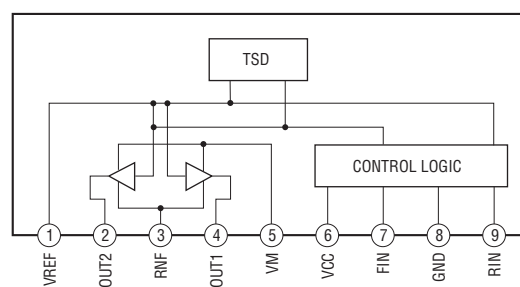 TSD
CONTROL LOGIC
1 2 3 4 5 6 7 8 9
VREF OUT2 RNF OUT1 VM VCC FIN GND RIN